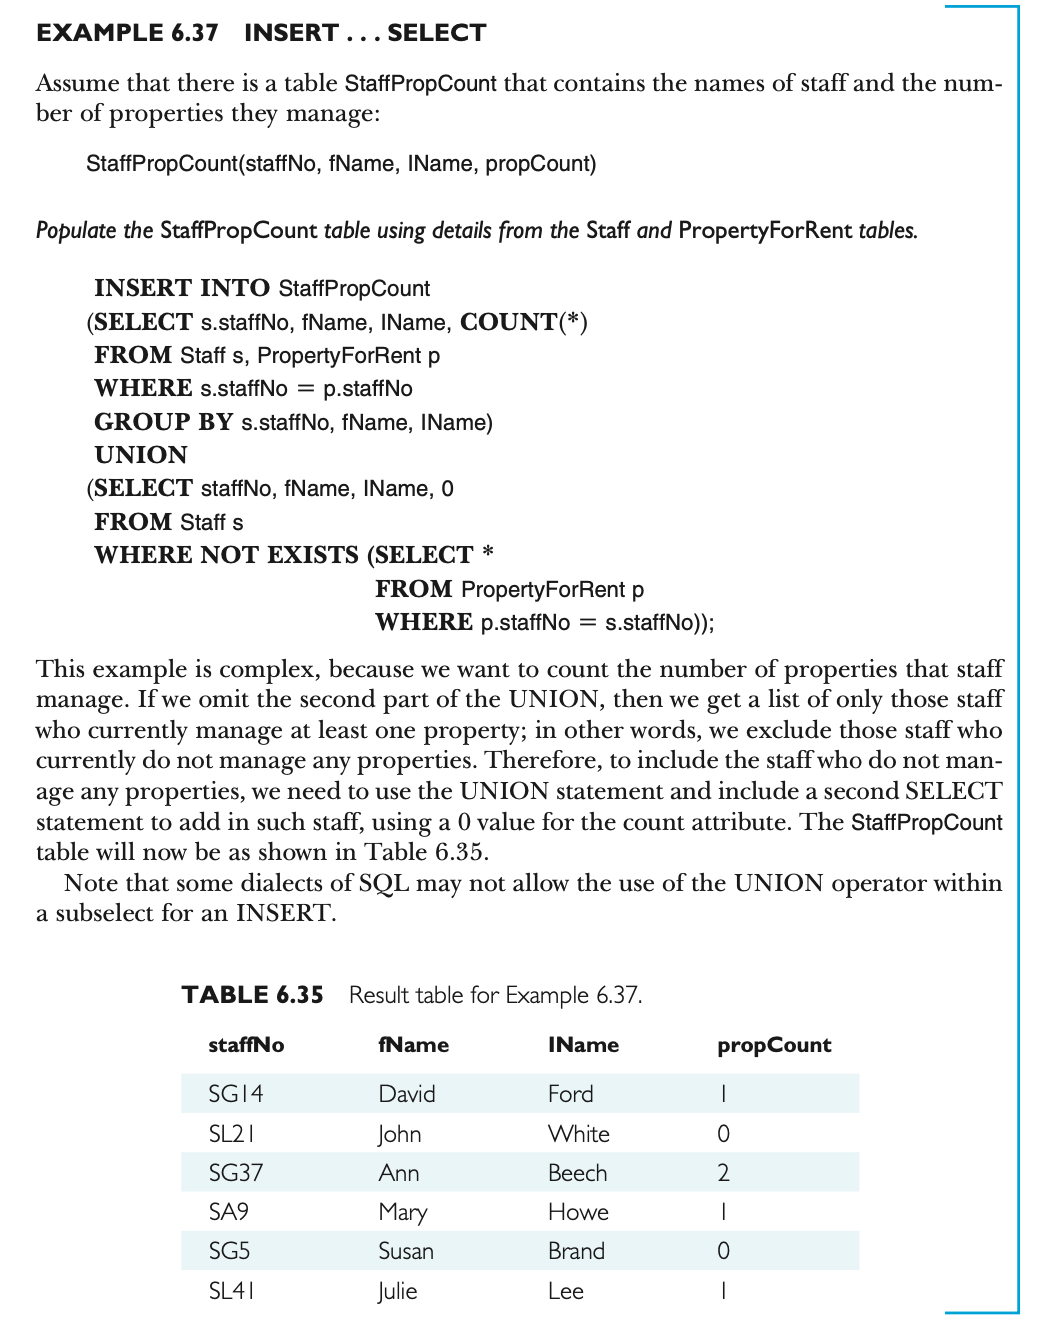 EXAMPLE 6.37 INSERT . . . SELECT
Assume that there is a table StaffPropCount that contains the names of staff and the num-
ber of properties they manage:
StaffPropCount(staffNo, fName, lName, propCount)
Populate the StaffPropCount table using details from the Staff and PropertyForRent tables.
INSERT INTO StaffPropCount
(SELECT s.staffNo, fName, lName, COUNT(*)
FROM Staff s, PropertyForRent p
WHERE s.staffNo = p.staffNo
GROUP BY s.staffNo, fName, lName)
UNION
(SELECT staffNo, fName, lName, 0
FROM Staff s
WHERE NOT EXISTS (SELECT *
FROM PropertyForRent p
WHERE p.staffNo = s.staffNo));
This example is complex, because we want to count the number of properties that staff
manage. If we omit the second part of the UNION, then we get a list of only those staff
who currently manage at least one property; in other words, we exclude those staff who
currently do not manage any properties. Therefore, to include the staff who do not man-
age any properties, we need to use the UNION statement and include a second SELECT
statement to add in such staff, using a 0 value for the count attribute. The StaffPropCount
table will now be as shown in Table 6.35.
Note that some dialects of SQL may not allow the use of the UNION operator within
a subselect for an INSERT.
TABLE 6.35 Result table for Example 6.37.
staffNo fName lName propCount
SG14 David Ford 1
SL21 John White 0
SG37 Ann Beech 2
SA9 Mary Howe 1
SG5 Susan Brand 0
SL41 Julie Lee 1